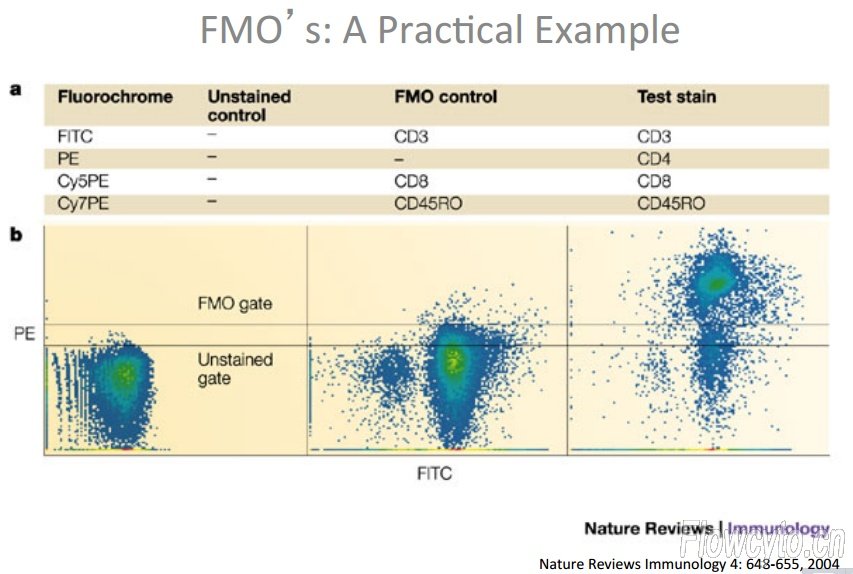 FMO's: A Practical Example
a
Fluorochrome Unstained control FMO control Test stain
FITC – CD3 CD3
PE – – CD4
Cy5PE – CD8 CD8
Cy7PE – CD45RO CD45RO
b
FMO gate
PE
Unstained
gate
FITC
Nature Reviews | Immunology
Flowcyto.cn
Nature Reviews Immunology 4: 648-655, 2004